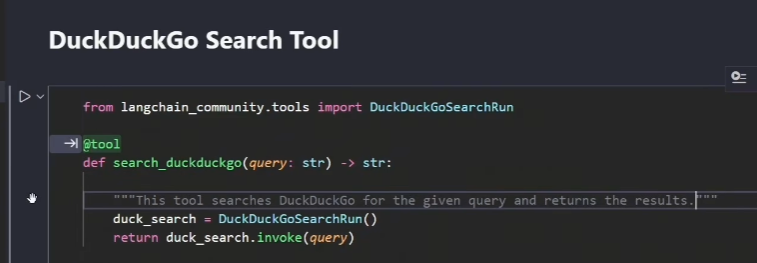 DuckDuckGo Search Tool
from langchain_community.tools import DuckDuckGoSearchRun
@tool
def search_duckduckgo(query: str) -> str:
"""This tool searches DuckDuckGo for the given query and returns the results."""
duck_search = DuckDuckGoSearchRun()
return duck_search.invoke(query)